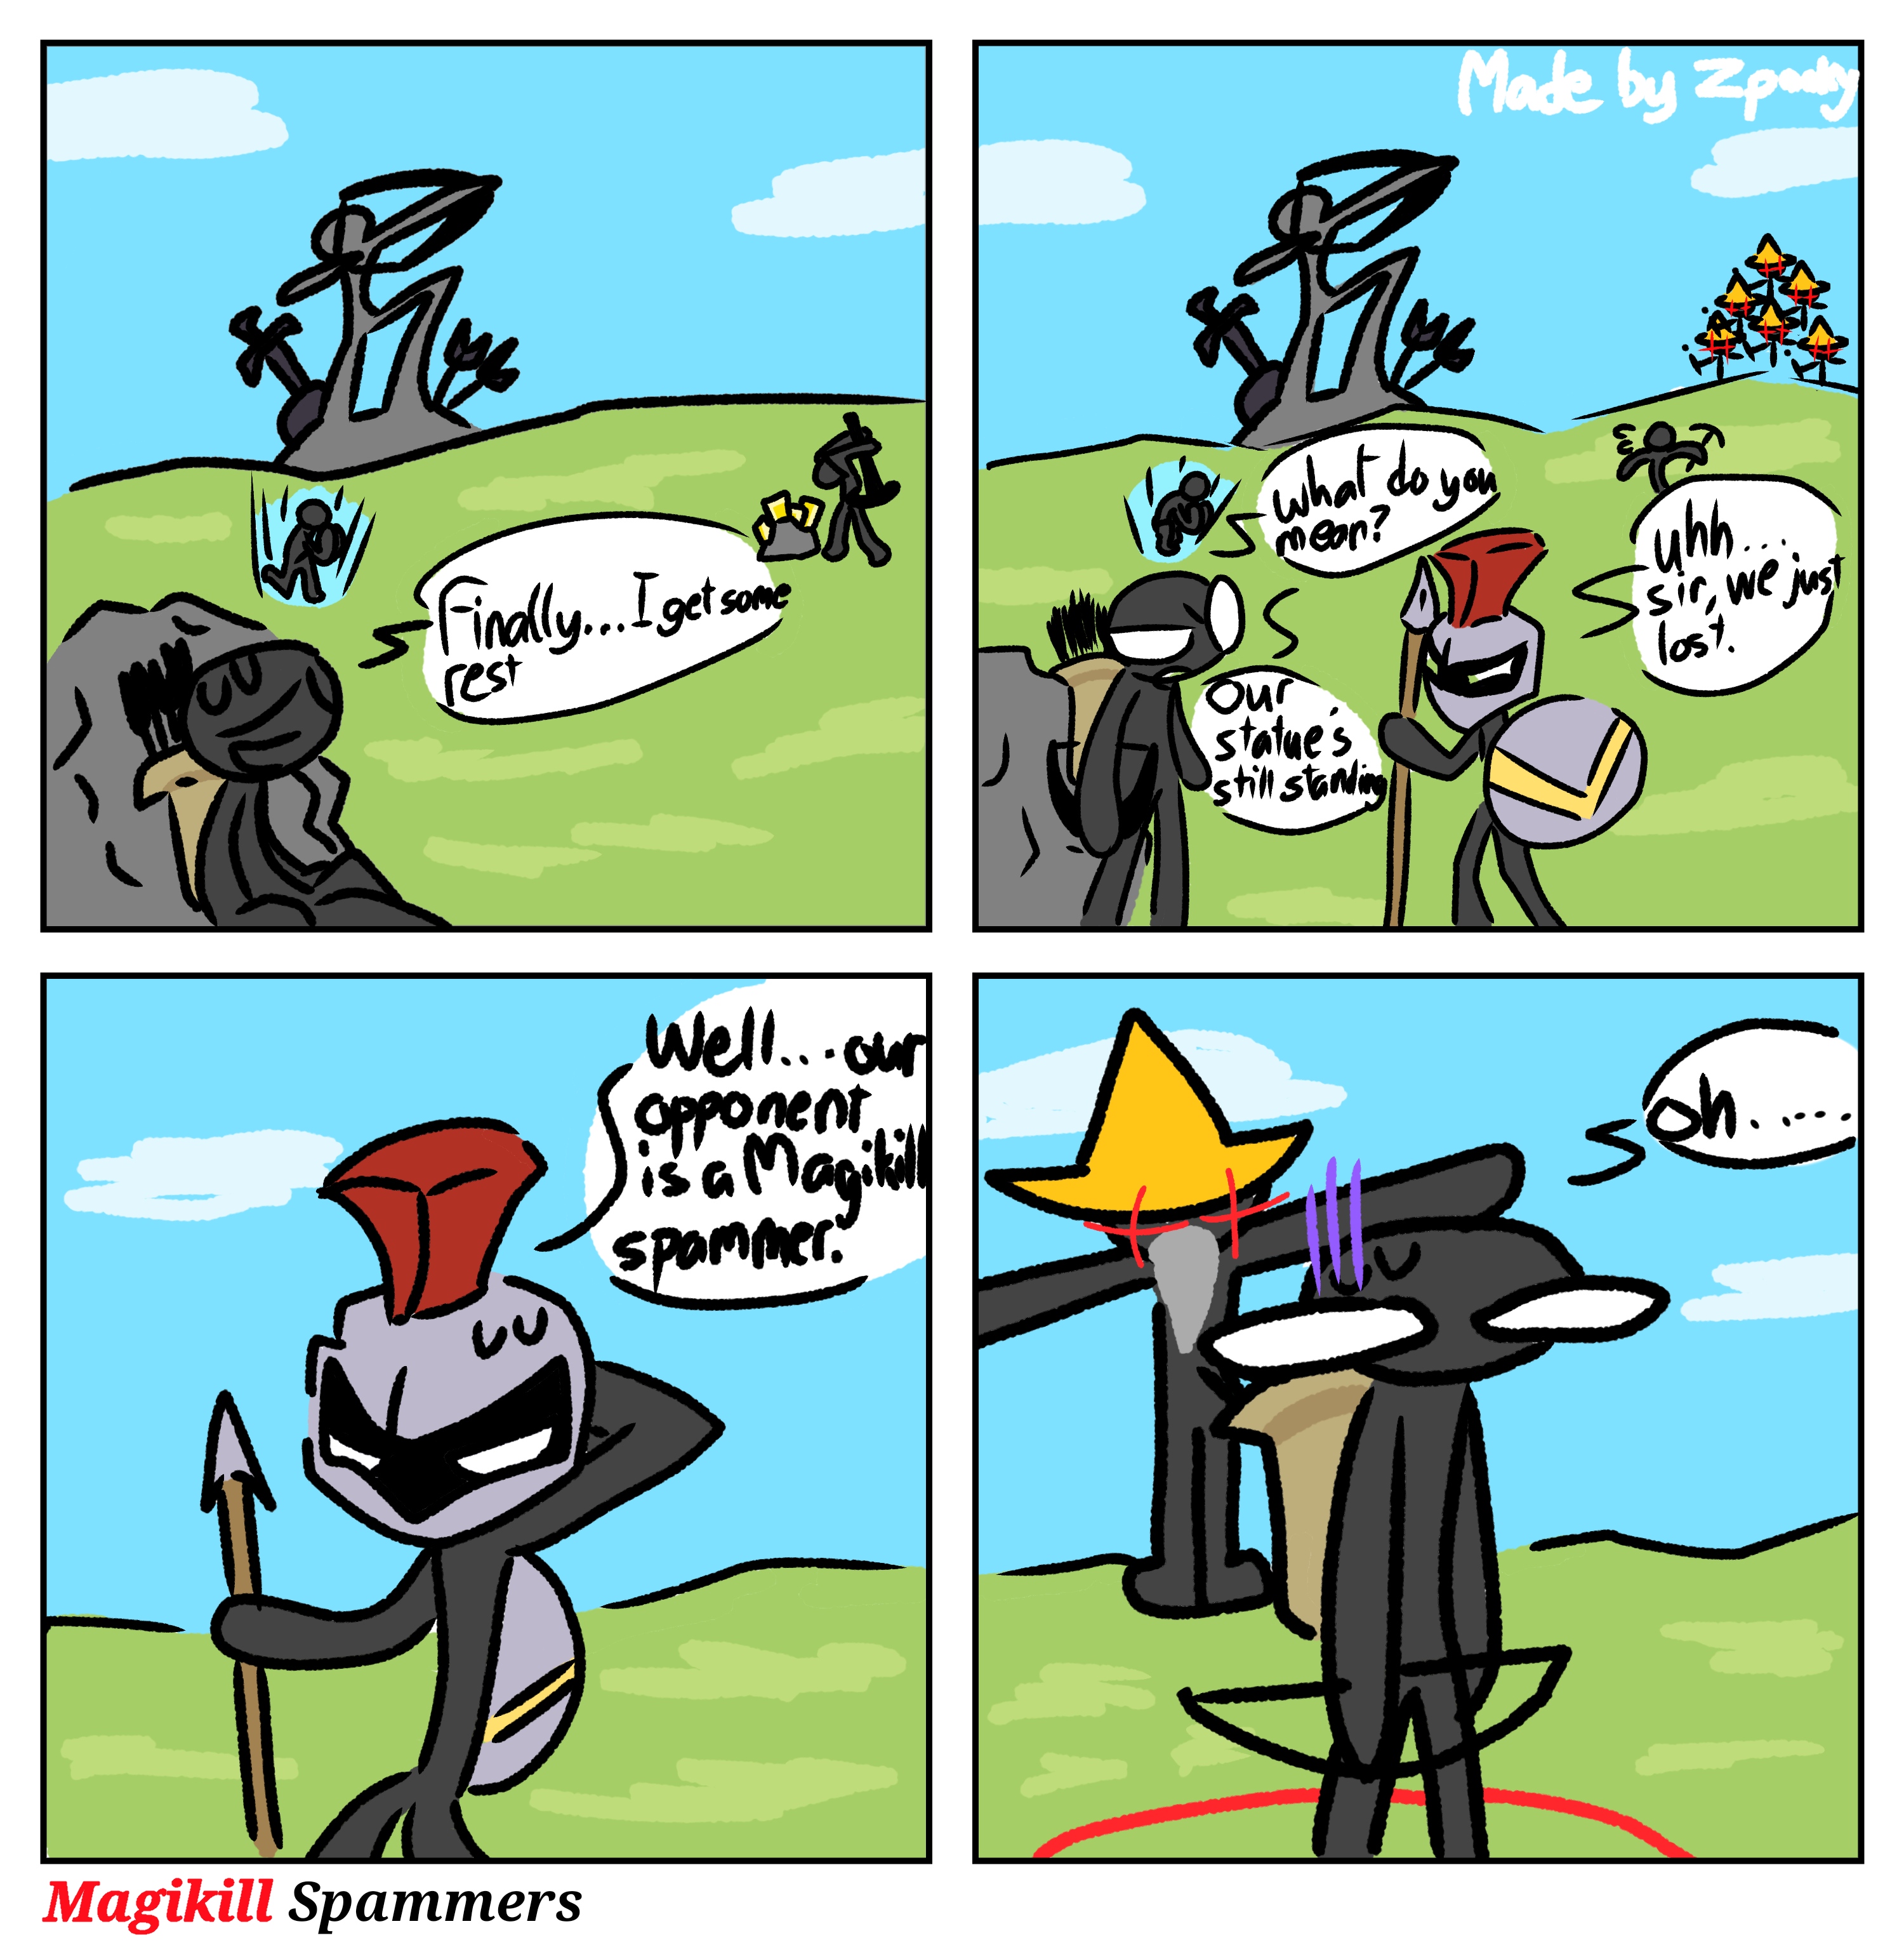 Finally...I get some
rest
Made by Zpooky
What do you
mean?
uhh....
sir, we just
lost.
Our
statue's
still standing
Well....our
opponent
is a Magikill
spammer.
oh......
Magikill Spammers